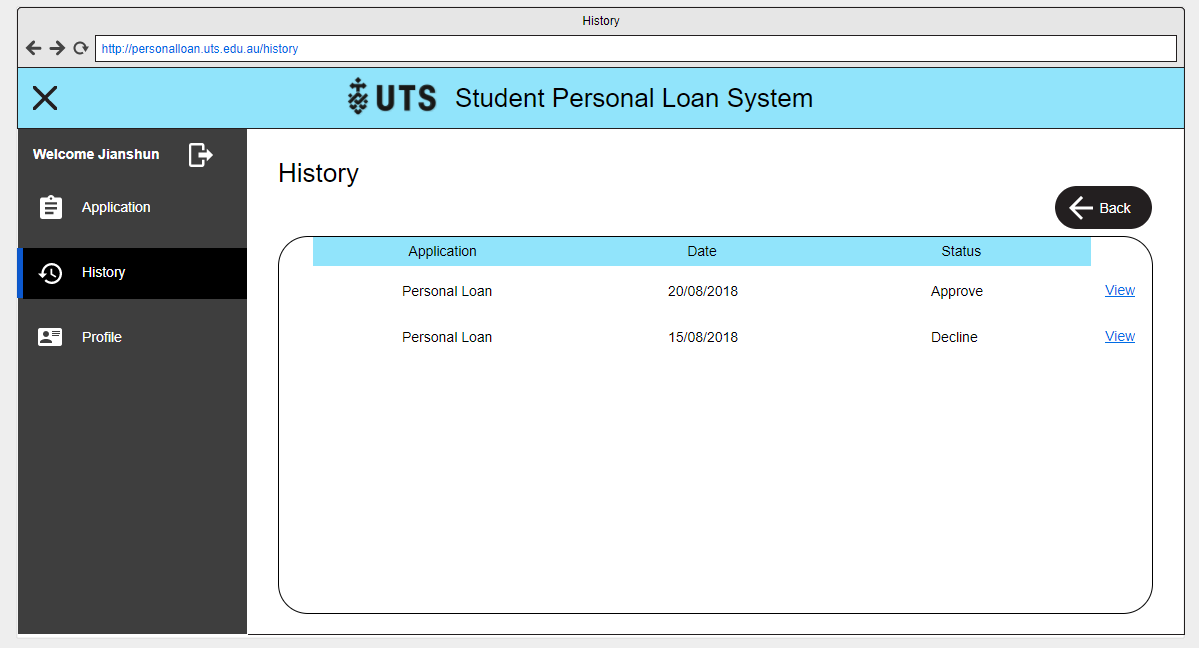 History
http://personalloan.uts.edu.au/history
UTS Student Personal Loan System
Welcome Jianshun
Application
History
Profile
History
Back
Application Date Status
Personal Loan 20/08/2018 Approve View
Personal Loan 15/08/2018 Decline View